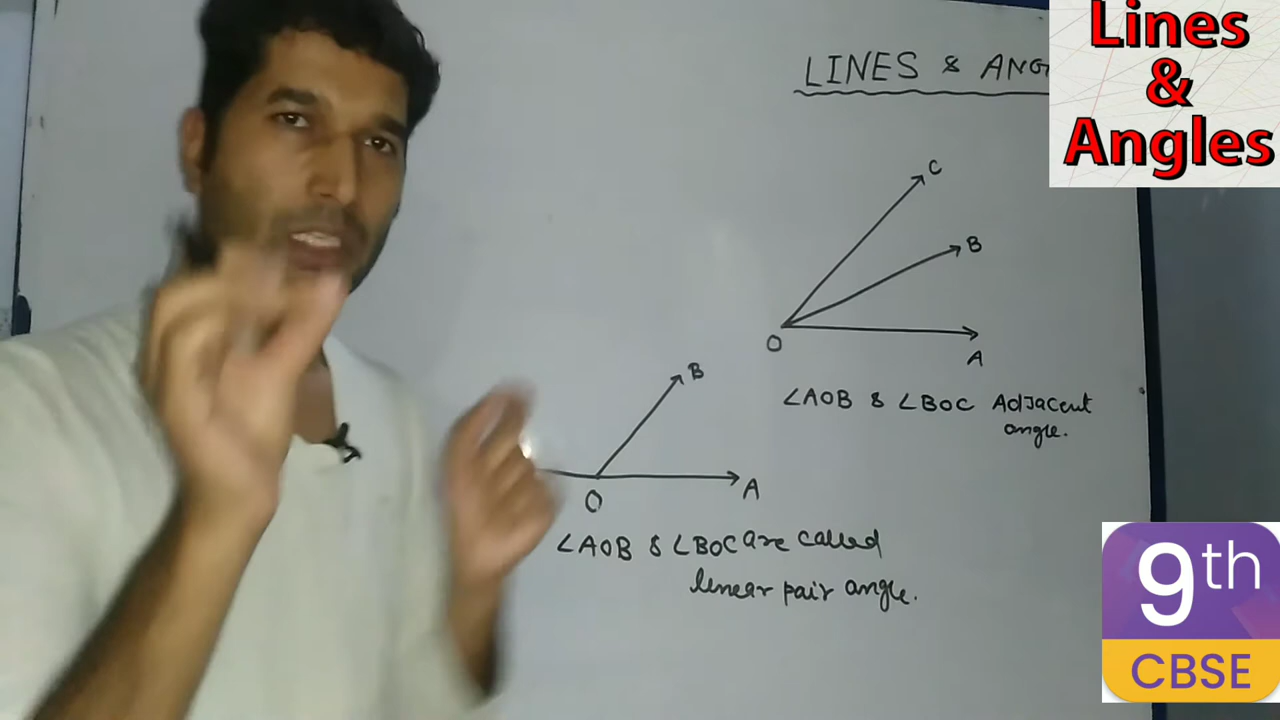 LINES & ANG
Lines
&
Angles
C
B
O
A
∠AOB & ∠BOC Adjacent
angle.
B
O
A
∠AOB & ∠BOC are called
linear pair angle.
9th
CBSE